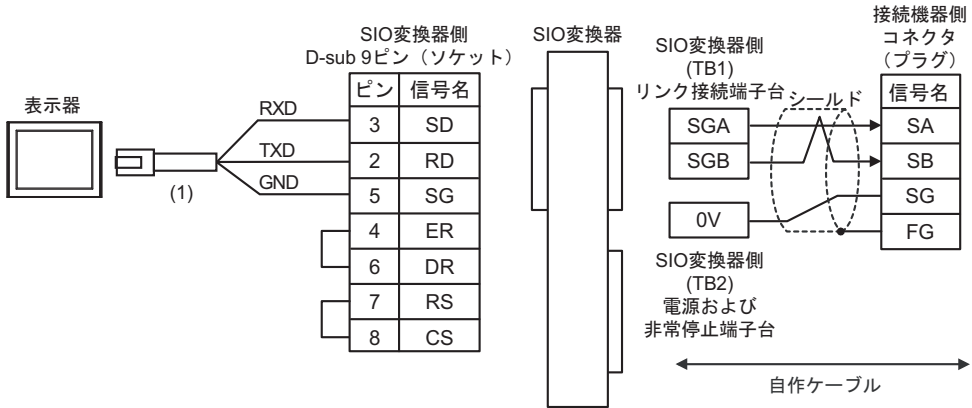 表示器
(1)
RXD
TXD
GND
SIO変換器側
D-sub 9ピン（ソケット）
ピン 信号名
3 SD
2 RD
5 SG
4 ER
6 DR
7 RS
8 CS
SIO変換器
SIO変換器側
(TB1)
リンク接続端子台
SGA
SGB
0V
SIO変換器側
(TB2)
電源および
非常停止端子台
シールド
接続機器側
コネクタ
（プラグ）
信号名
SA
SB
SG
FG
自作ケーブル